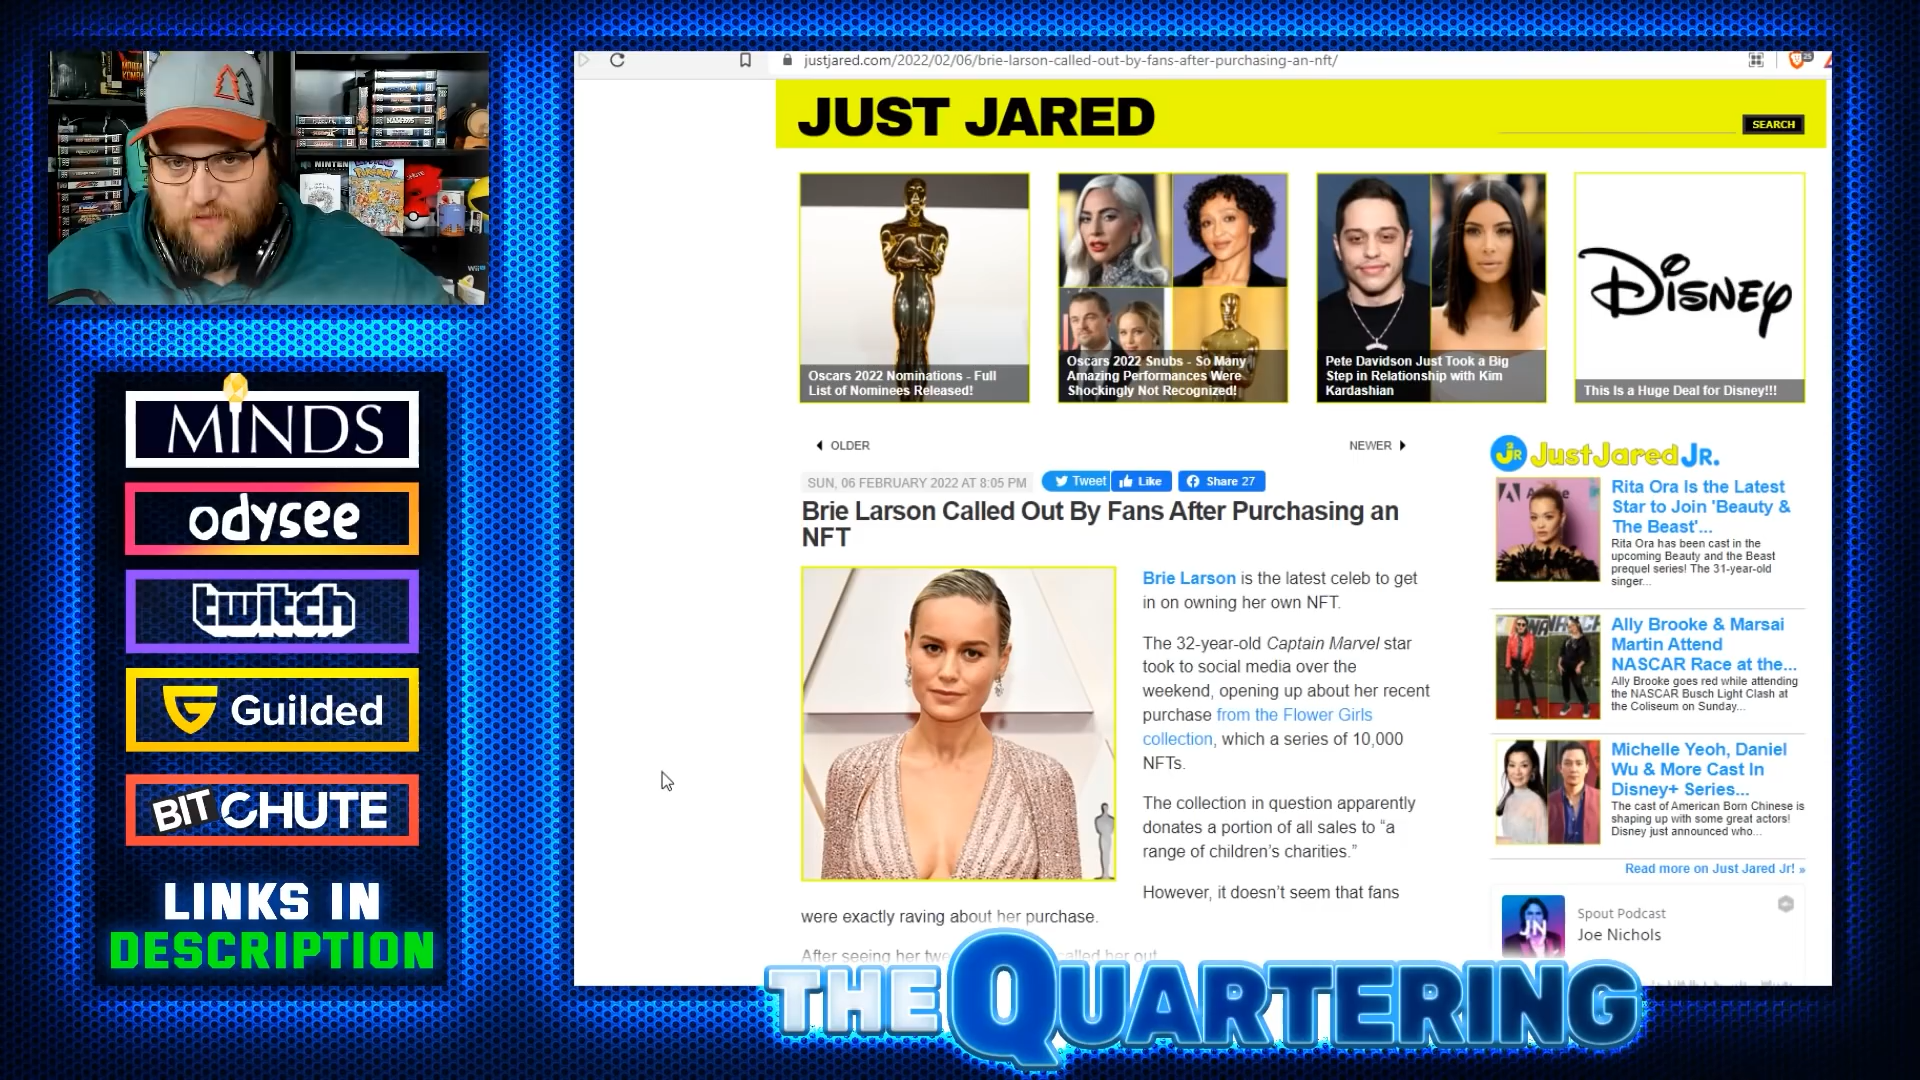 justjared.com/2022/02/06/brie-larson-called-out-by-fans-after-purchasing-an-nft/
JUST JARED
SEARCH
Oscars 2022 Nominations - Full
List of Nominees Released!
Oscars 2022 Snubs - So Many
Amazing Performances Were
Shockingly Not Recognized!
Pete Davidson Just Took a Big
Step in Relationship with Kim
Kardashian
DISNEY
This Is a Huge Deal for Disney!!!
NINTEN
POKéMON
WiiU
MINDS
odysee
twitch
Guilded
BITCHUTE
LINKS IN
DESCRIPTION
OLDER
NEWER
SUN, 06 FEBRUARY 2022 AT 8:05 PM
Tweet
Like
Share 27
Brie Larson Called Out By Fans After Purchasing an
NFT
Brie Larson is the latest celeb to get
in on owning her own NFT.
The 32-year-old Captain Marvel star
took to social media over the
weekend, opening up about her recent
purchase from the Flower Girls
collection, which a series of 10,000
NFTs.
The collection in question apparently
donates a portion of all sales to “a
range of children’s charities.”
However, it doesn’t seem that fans
were exactly raving about her purchase.
After seeing her twe called her out
JR JustJared JR.
Rita Ora Is the Latest
Star to Join 'Beauty &
The Beast'...
Rita Ora has been cast in the
upcoming Beauty and the Beast
prequel series! The 31-year-old
singer...
Ally Brooke & Marsai
Martin Attend
NASCAR Race at the...
Ally Brooke goes red while attending
the NASCAR Busch Light Clash at
the Coliseum on Sunday...
Michelle Yeoh, Daniel
Wu & More Cast In
Disney+ Series...
The cast of American Born Chinese is
shaping up with some great actors!
Disney just announced who...
Read more on Just Jared Jr! »
JN
Spout Podcast
Joe Nichols
THE QUARTERING